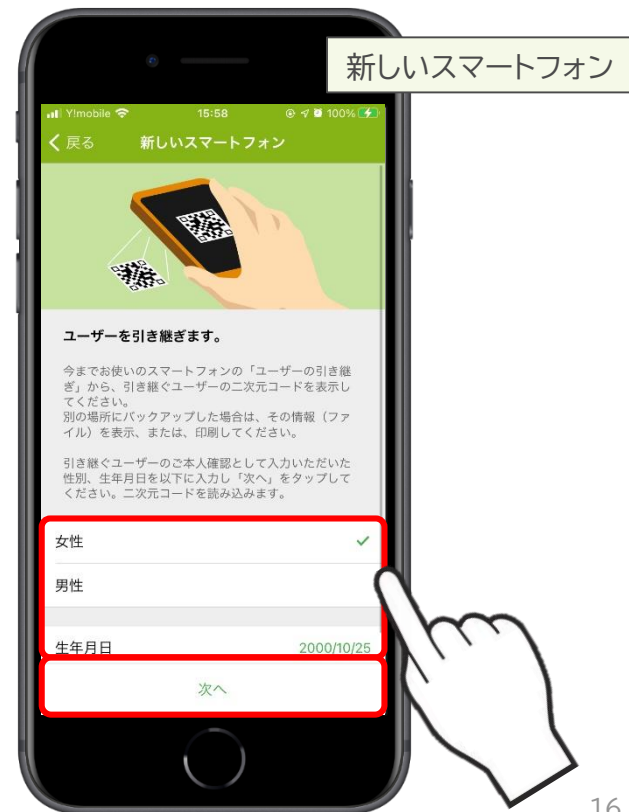 新しいスマートフォン
Y!mobile 15:58 100%
戻る 新しいスマートフォン
ユーザーを引き継ぎます。
今までお使いのスマートフォンの「ユーザーの引き継
ぎ」から、引き継ぐユーザーの二次元コードを表示し
てください。
別の場所にバックアップした場合は、その情報（ファ
イル）を表示、または、印刷してください。
引き継ぐユーザーのご本人確認として入力いただいた
性別、生年月日を以下に入力し「次へ」をタップして
ください。二次元コードを読み込みます。
女性
男性
生年月日 2000/10/25
次へ
16